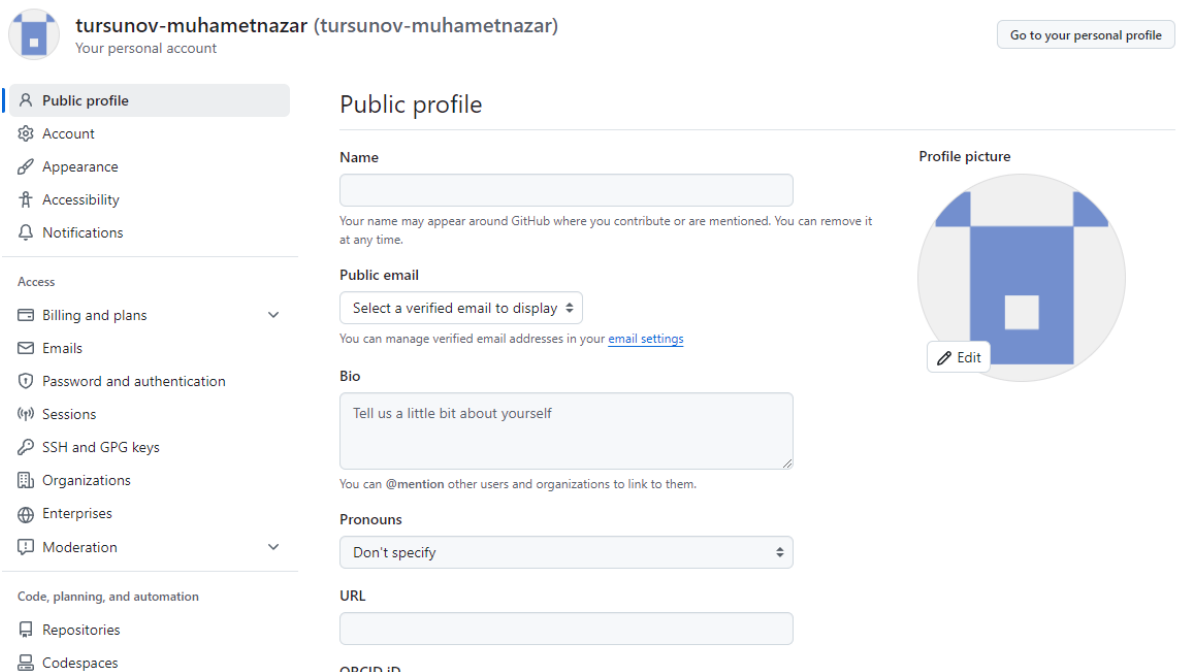 tursunov-muhametnazar (tursunov-muhametnazar)
Your personal account
Go to your personal profile
Public profile
Account
Appearance
Accessibility
Notifications
Access
Billing and plans
Emails
Password and authentication
Sessions
SSH and GPG keys
Organizations
Enterprises
Moderation
Code, planning, and automation
Repositories
Codespaces
Public profile
Name
Your name may appear around GitHub where you contribute or are mentioned. You can remove it
at any time.
Public email
Select a verified email to display
You can manage verified email addresses in your email settings
Bio
Tell us a little bit about yourself
You can @mention other users and organizations to link to them.
Pronouns
Don't specify
URL
ORCID iD
Profile picture
Edit